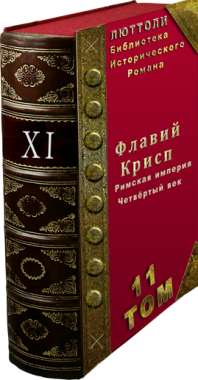 ЛЮТТОЛИ
Библиотека
Исторического
Романа
XI
Флавий
Крисп
Римская империя
Четвёртый век
11
ТОМ